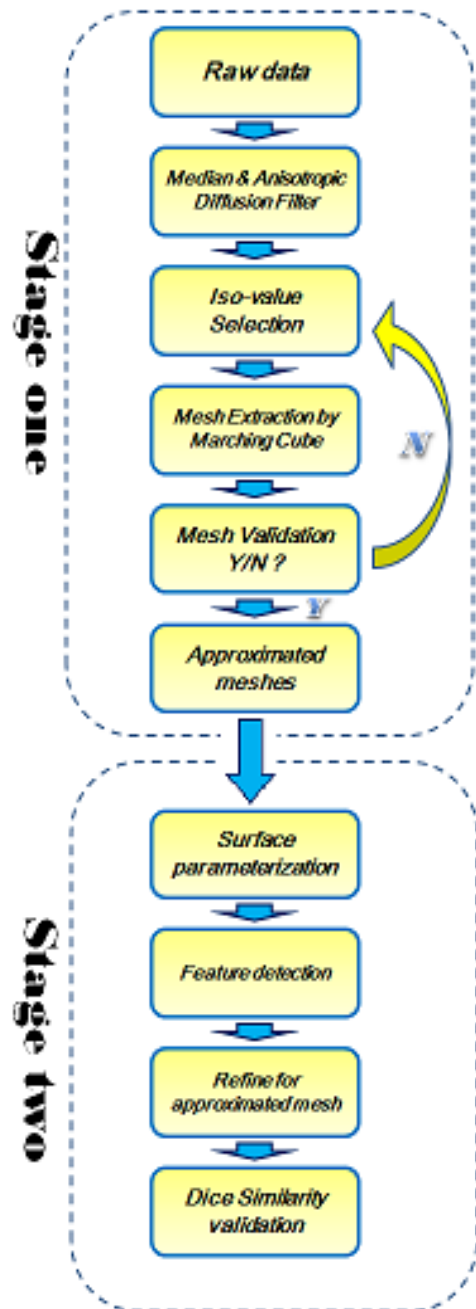 Stage one
Raw data
Median & Anisotropic
Diffusion Filter
Iso-value
Selection
Mesh Extraction by
Marching Cube
N
Mesh Validation
Y/N ?
Y
Approximated
meshes
Stage two
Surface
parameterization
Feature detection
Refine for
approximated mesh
Dice Similarity
validation